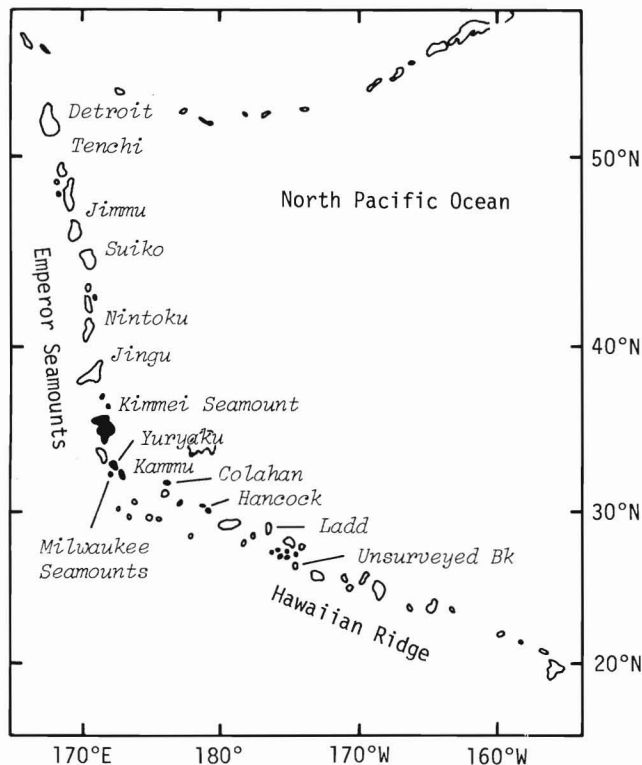 Detroit
Tenchi
50°N
North Pacific Ocean
Jimmu
Suiko
Emperor Seamounts
Nintoku
40°N
Jingu
Kimmei Seamount
Yuryaku
Kammu
Colahan
Hancock
30°N
Ladd
Milwaukee
Seamounts
Unsurveyed Bk
Hawaiian Ridge
20°N
170°E
180°
170°W
160°W